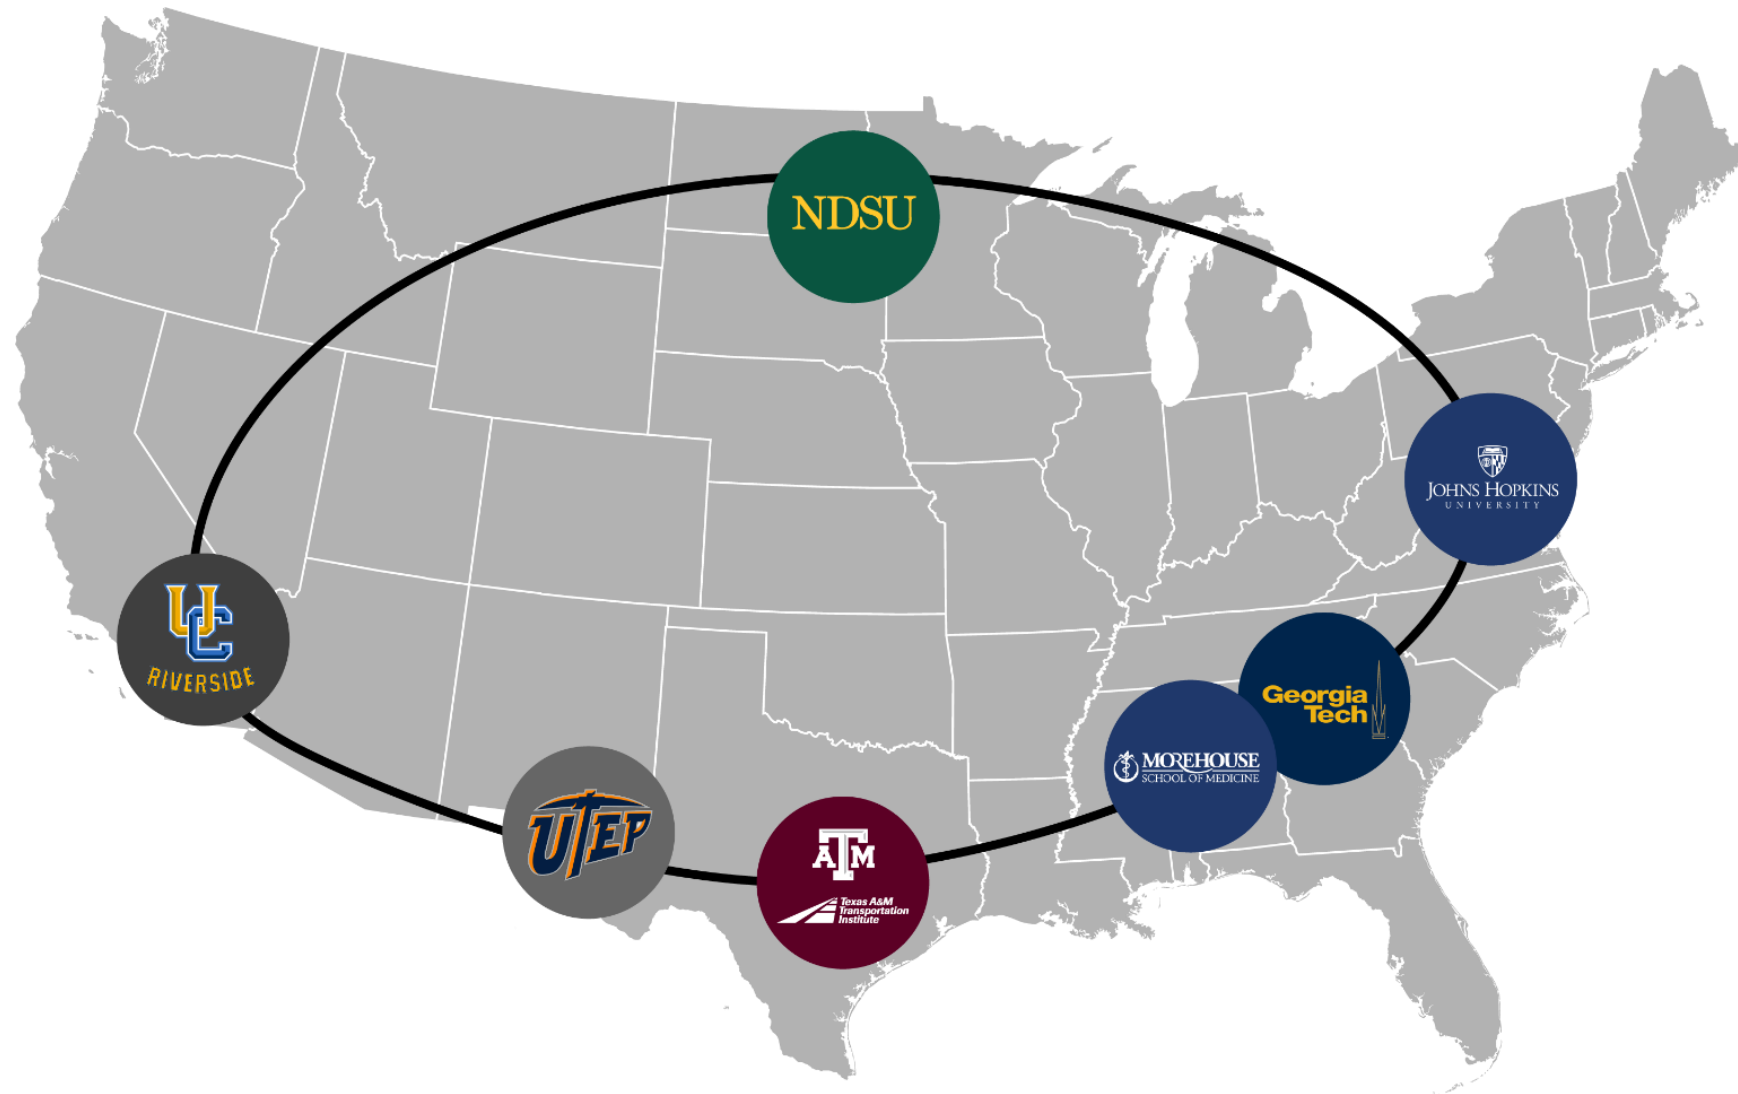 NDSU
JOHNS HOPKINS
UNIVERSITY
UC
RIVERSIDE
Georgia
Tech
MOREHOUSE
SCHOOL OF MEDICINE
UTEP
ATM
Texas A&M
Transportation
Institute